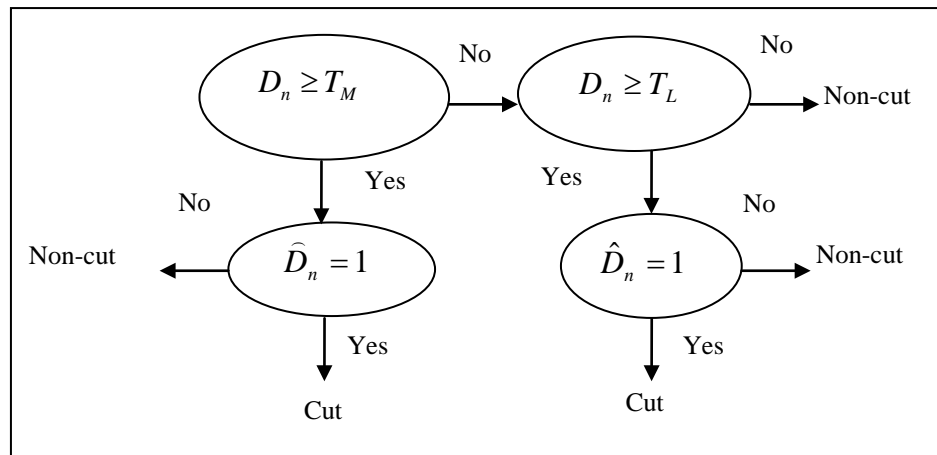 No
No
D_n ≥ T_M
D_n ≥ T_L
Non-cut
Yes
Yes
No
No
Non-cut
D̑_n = 1
D̂_n = 1
Non-cut
Yes
Yes
Cut
Cut